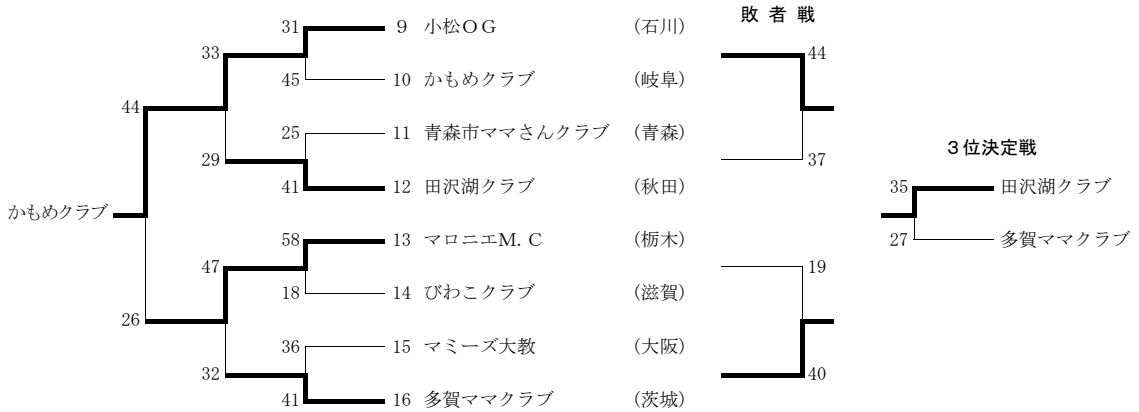 敗者戦
31 9 小松OG (石川)
33 44
45 10 かもめクラブ (岐阜)
44
25 11 青森市ママさんクラブ (青森)
29 37
3位決定戦
41 12 田沢湖クラブ (秋田)
35 田沢湖クラブ
かもめクラブ
58 13 マロニエM.C (栃木)
27 多賀ママクラブ
47 19
18 14 びわこクラブ (滋賀)
26
36 15 マミーズ大教 (大阪)
32 40
41 16 多賀ママクラブ (茨城)